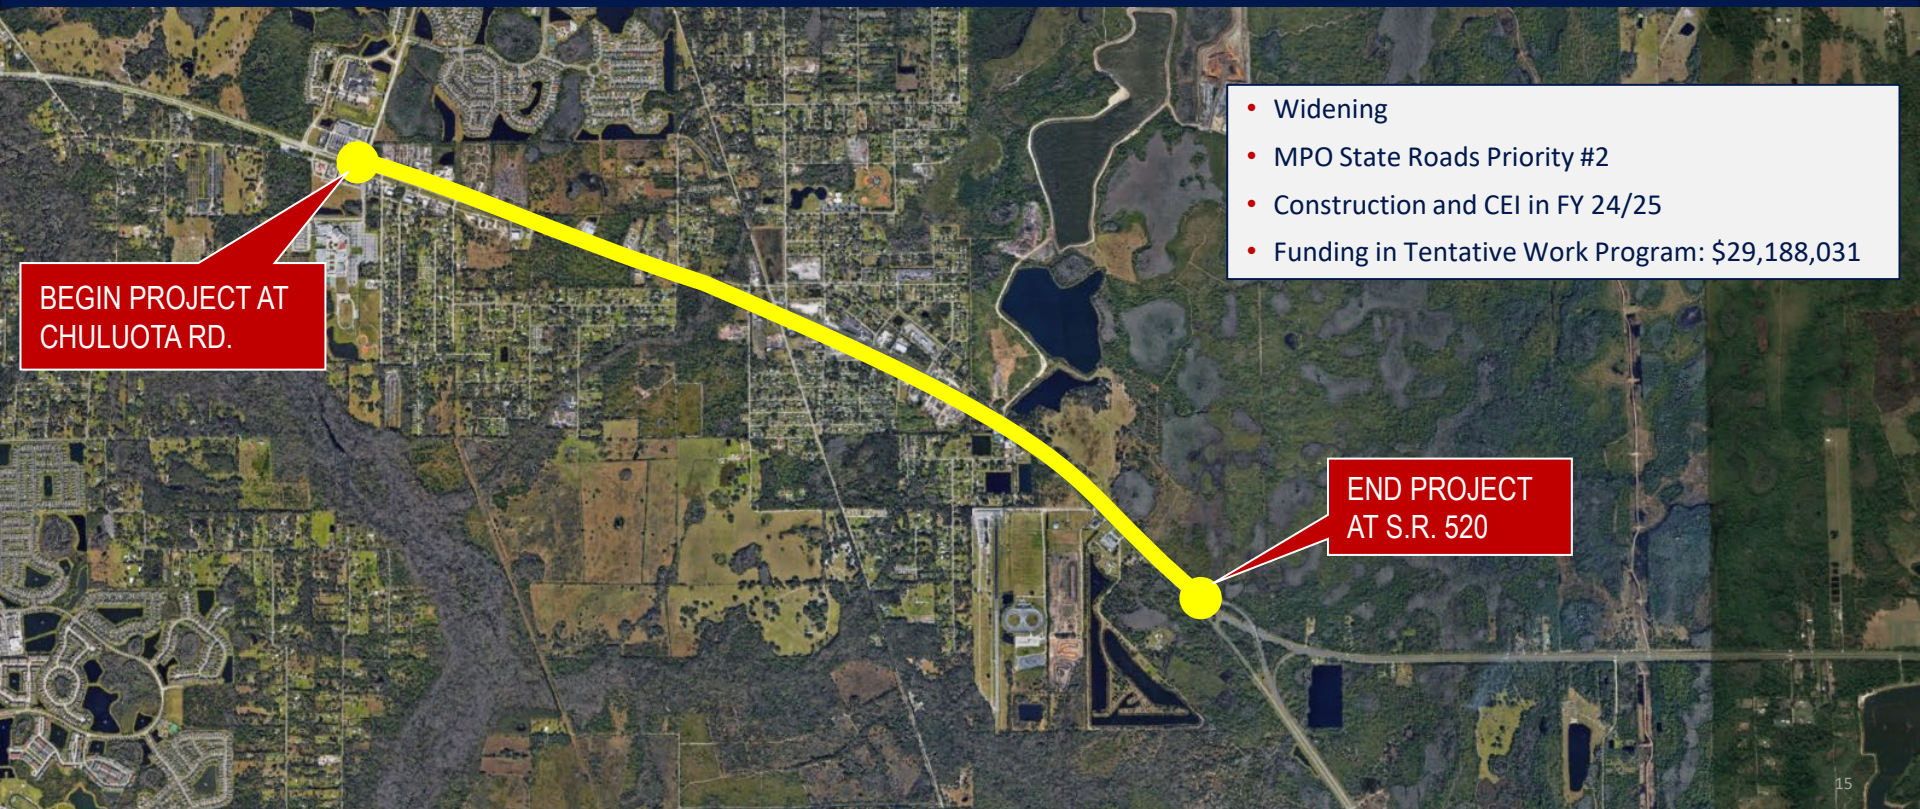 • Widening
• MPO State Roads Priority #2
• Construction and CEI in FY 24/25
• Funding in Tentative Work Program: $29,188,031
BEGIN PROJECT AT
CHULUOTA RD.
END PROJECT
AT S.R. 520
15